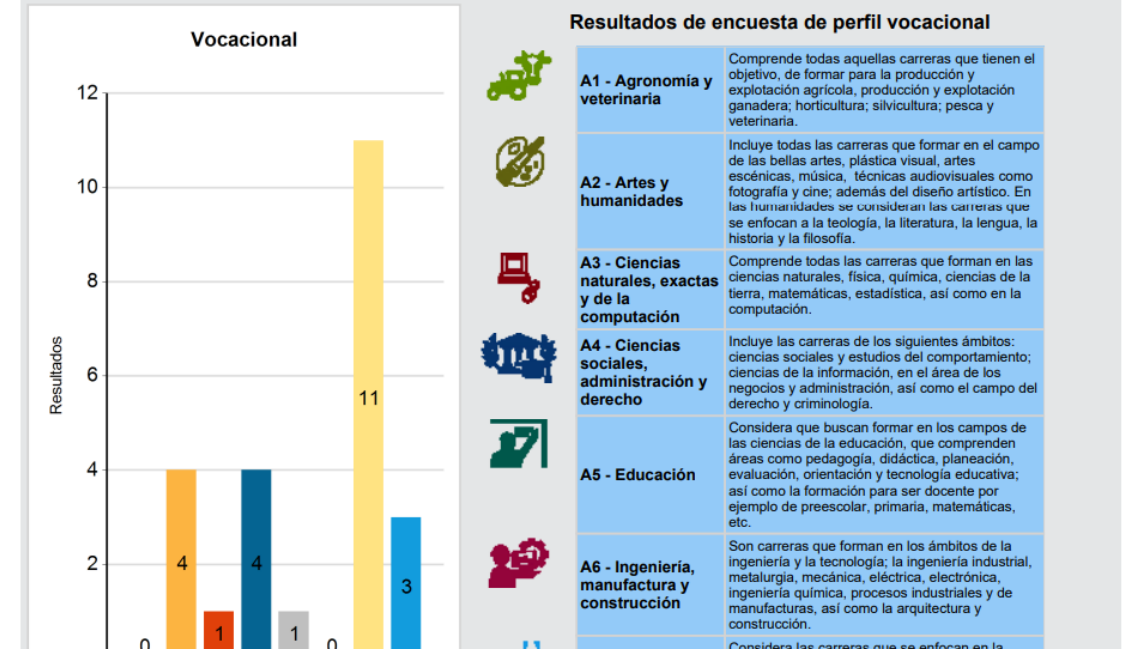 Vocacional
12
10
8
6
4
2
Resultados
0
4
1
4
1
0
11
3
Resultados de encuesta de perfil vocacional
A1 - Agronomía y
veterinaria
Comprende todas aquellas carreras que tienen el
objetivo, de formar para la producción y
explotación agrícola, producción y explotación
ganadera; horticultura; silvicultura; pesca y
veterinaria.
A2 - Artes y
humanidades
Incluye todas las carreras que formar en el campo
de las bellas artes, plástica visual, artes
escénicas, música, técnicas audiovisuales como
fotografía y cine; además del diseño artístico. En
las humanidades se consideran las carreras que
se enfocan a la teología, la literatura, la lengua, la
historia y la filosofía.
A3 - Ciencias
naturales, exactas
y de la
computación
Comprende todas las carreras que forman en las
ciencias naturales, física, química, ciencias de la
tierra, matemáticas, estadística, así como en la
computación.
A4 - Ciencias
sociales,
administración y
derecho
Incluye las carreras de los siguientes ámbitos:
ciencias sociales y estudios del comportamiento;
ciencias de la información, en el área de los
negocios y administración, así como el campo del
derecho y criminología.
A5 - Educación
Considera que buscan formar en los campos de
las ciencias de la educación, que comprenden
áreas como pedagogía, didáctica, planeación,
evaluación, orientación y tecnología educativa;
así como la formación para ser docente por
ejemplo de preescolar, primaria, matemáticas,
etc.
A6 - Ingeniería,
manufactura y
construcción
Son carreras que forman en los ámbitos de la
ingeniería y la tecnología; la ingeniería industrial,
metalurgia, mecánica, eléctrica, electrónica,
ingeniería química, procesos industriales y de
manufacturas, así como la arquitectura y
construcción.
Considera las carreras que se enfocan en la